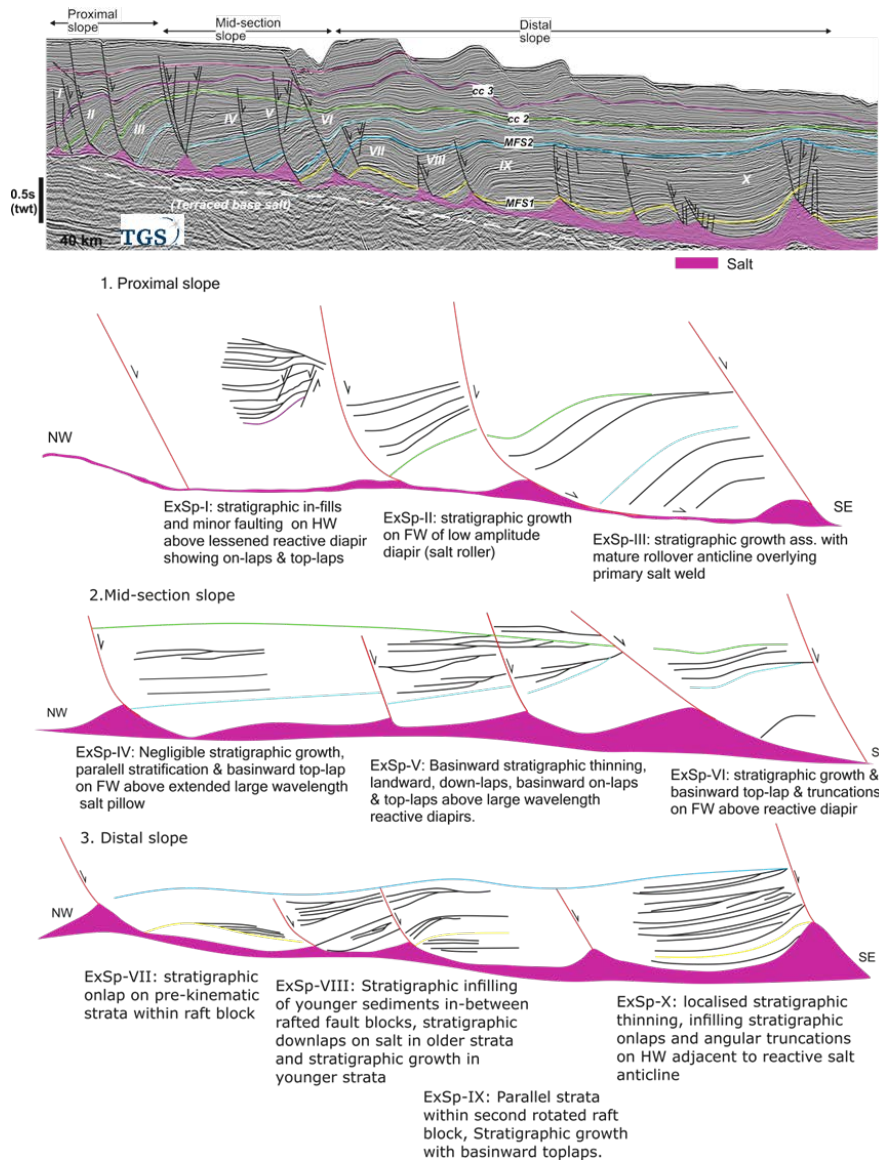 Proximal slope
Mid-section slope
Distal slope
I
II
III
IV
V
VI
VII
VIII
IX
X
cc 3
cc 2
MFS2
MFS1
(Terraced base salt)
0.5s
(twt)
40 km
TGS
Salt
1. Proximal slope
NW
SE
ExSp-I: stratigraphic in-fills
and minor faulting on HW
above lessened reactive diapir
showing on-laps & top-laps
ExSp-II: stratigraphic growth
on FW of low amplitude
diapir (salt roller)
ExSp-III: stratigraphic growth ass. with
mature rollover anticline overlying
primary salt weld
2.Mid-section slope
NW
S
ExSp-IV: Negligible stratigraphic growth,
paralell stratification & basinward top-lap
on FW above extended large wavelength
salt pillow
ExSp-V: Basinward stratigraphic thinning,
landward, down-laps, basinward on-laps
& top-laps above large wavelength
reactive diapirs.
ExSp-VI: stratigraphic growth &
basinward top-lap & truncations
on FW above reactive diapir
3. Distal slope
NW
SE
ExSp-VII: stratigraphic
onlap on pre-kinematic
strata within raft block
ExSp-VIII: Stratigraphic infilling
of younger sediments in-between
rafted fault blocks, stratigraphic
downlaps on salt in older strata
and stratigraphic growth in
younger strata
ExSp-IX: Parallel strata
within second rotated raft
block, Stratigraphic growth
with basinward toplaps.
ExSp-X: localised stratigraphic
thinning, infilling stratigraphic
onlaps and angular truncations
on HW adjacent to reactive salt
anticline